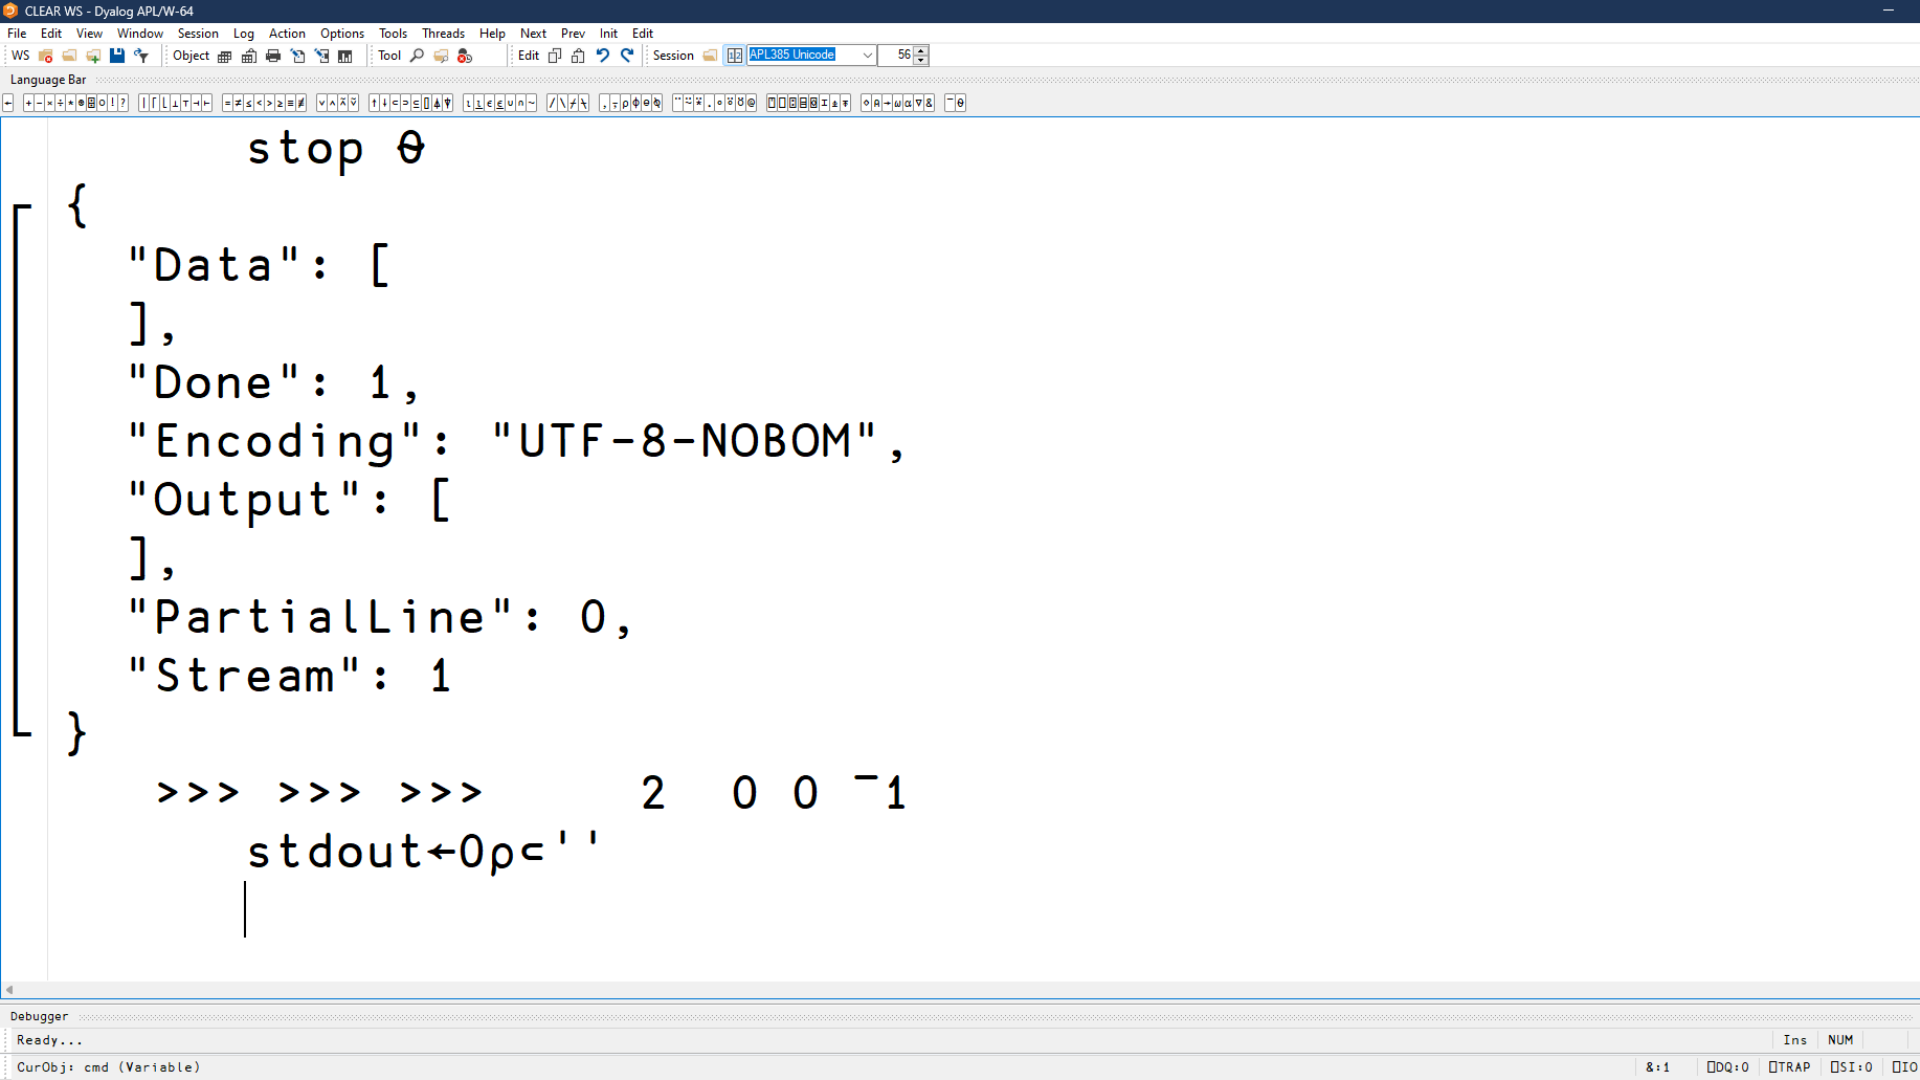 CLEAR WS - Dyalog APL/W-64
File Edit View Window Session Log Action Options Tools Threads Help Next Prev Init Edit
WS Object Tool Edit Session APL385 Unicode 56
Language Bar
stop ⍬
{
"Data": [
],
"Done": 1,
"Encoding": "UTF-8-NOBOM",
"Output": [
],
"PartialLine": 0,
"Stream": 1
}
>>> >>> >>> 2 0 0 ¯1
stdout←0⍴⊂''
Debugger
Ready...
Ins NUM
CurObj: cmd (Variable)
&:1 ⎕DQ:0 ⎕TRAP ⎕SI:0 ⎕IO